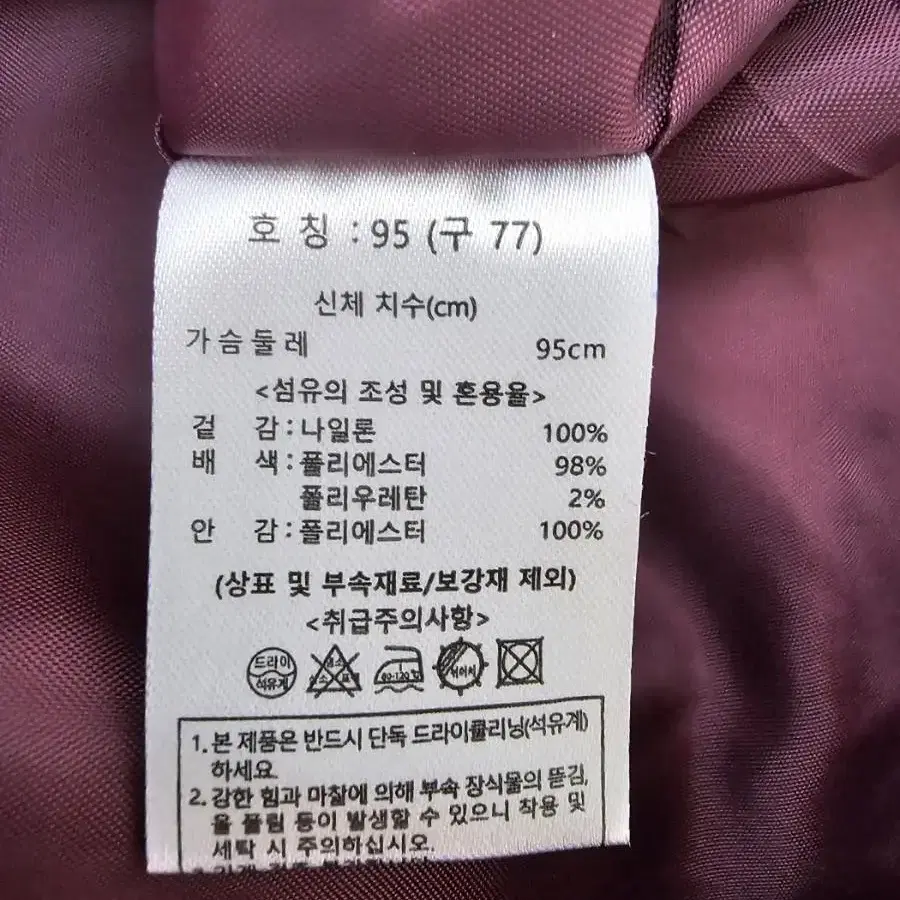 호 칭 : 95 (구 77)
신체 치수(cm)
가슴둘레 95cm
<섬유의 조성 및 혼용율>
겉 감 : 나일론 100%
배 색 : 폴리에스터 98%
폴리우레탄 2%
안 감 : 폴리에스터 100%
(상표 및 부속재료/보강재 제외)
<취급주의사항>
드라이
석유계
1. 본 제품은 반드시 단독 드라이클리닝(석유계)
하세요.
2. 강한 힘과 마찰에 의해 부속 장식물의 뜯김,
올 풀림 등이 발생할 수 있으니 착용 및
세탁 시 주의하십시오.